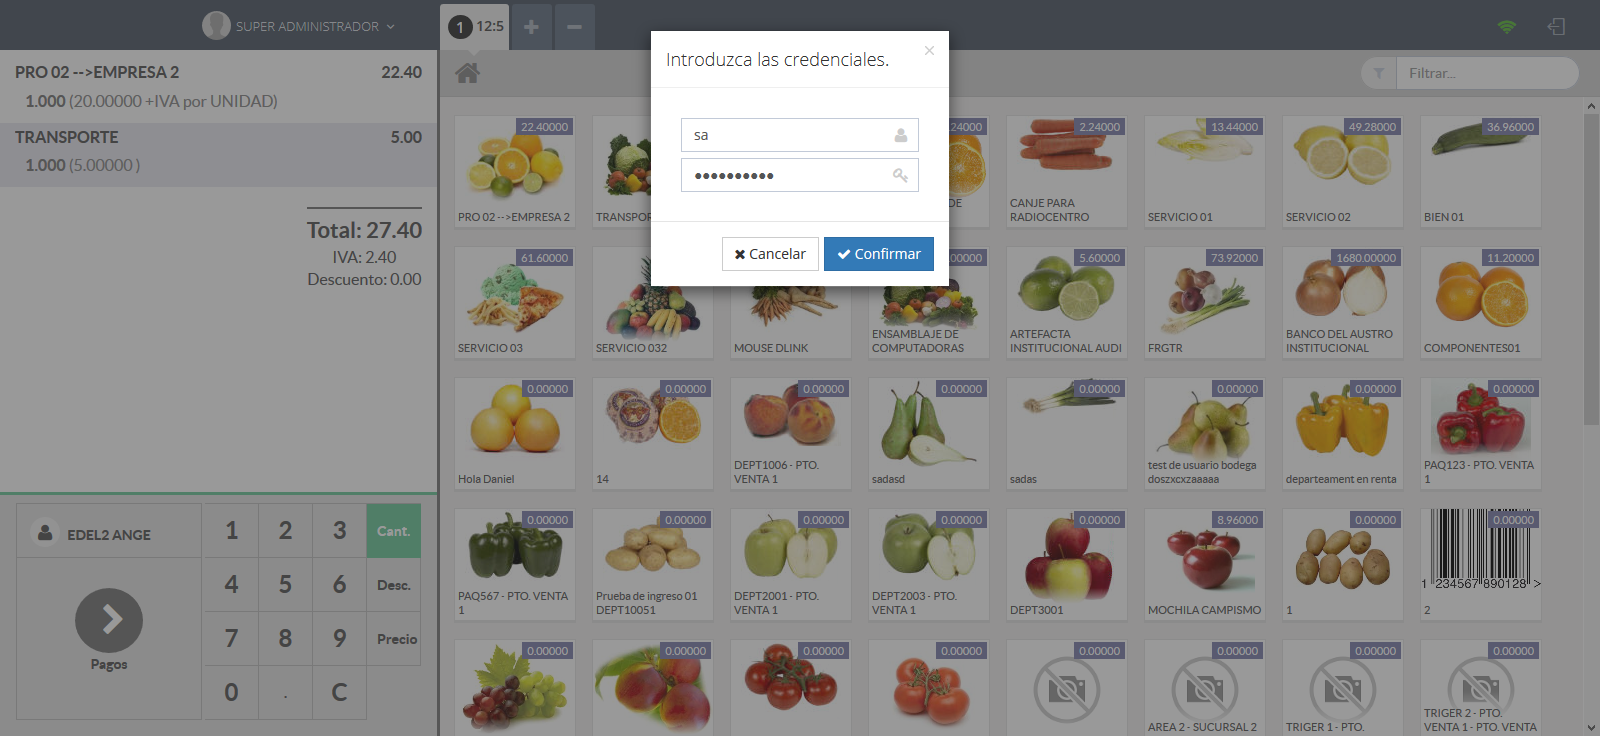 SUPER ADMINISTRADOR
1 12:5
Introduzca las credenciales.
×
sa
Cancelar
Confirmar
PRO 02 -->EMPRESA 2 22.40
1.000 (20.00000 +IVA por UNIDAD)
TRANSPORTE 5.00
1.000 (5.00000 )
Total: 27.40
IVA: 2.40
Descuento: 0.00
EDEL2 ANGE
Pagos
1 2 3 Cant.
4 5 6 Desc.
7 8 9 Precio
0 . C
Filtrar...
22.40000
PRO 02 -->EMPRESA 2
2.24000
CANJE PARA
RADIOCENTRO
13.44000
SERVICIO 01
49.28000
SERVICIO 02
36.96000
BIEN 01
61.60000
SERVICIO 03
SERVICIO 032
MOUSE DLINK
ENSAMBLAJE DE
COMPUTADORAS
5.60000
ARTEFACTA
INSTITUCIONAL AUDI
73.92000
FRGTR
1680.00000
BANCO DEL AUSTRO
INSTITUCIONAL
11.20000
COMPONENTES01
0.00000
Hola Daniel
0.00000
14
0.00000
DEPT1006 - PTO.
VENTA 1
0.00000
sadasd
0.00000
sadas
0.00000
test de usuario bodega
doszxcxzaaaaa
0.00000
departeament en renta
0.00000
PAQ123 - PTO. VENTA
1
0.00000
PAQ567 - PTO. VENTA
1
0.00000
Prueba de ingreso 01
DEPT10051
0.00000
DEPT2001 - PTO.
VENTA 1
0.00000
DEPT2003 - PTO.
VENTA 1
0.00000
DEPT3001
8.96000
MOCHILA CAMPISMO
0.00000
1
0.00000
1 234567 890128 >
2
0.00000
0.00000
0.00000
0.00000
0.00000
0.00000
AREA 2 - SUCURSAL 2
0.00000
TRIGER 1 - PTO.
0.00000
TRIGER 2 - PTO.
VENTA 1 - PTO. VENTA